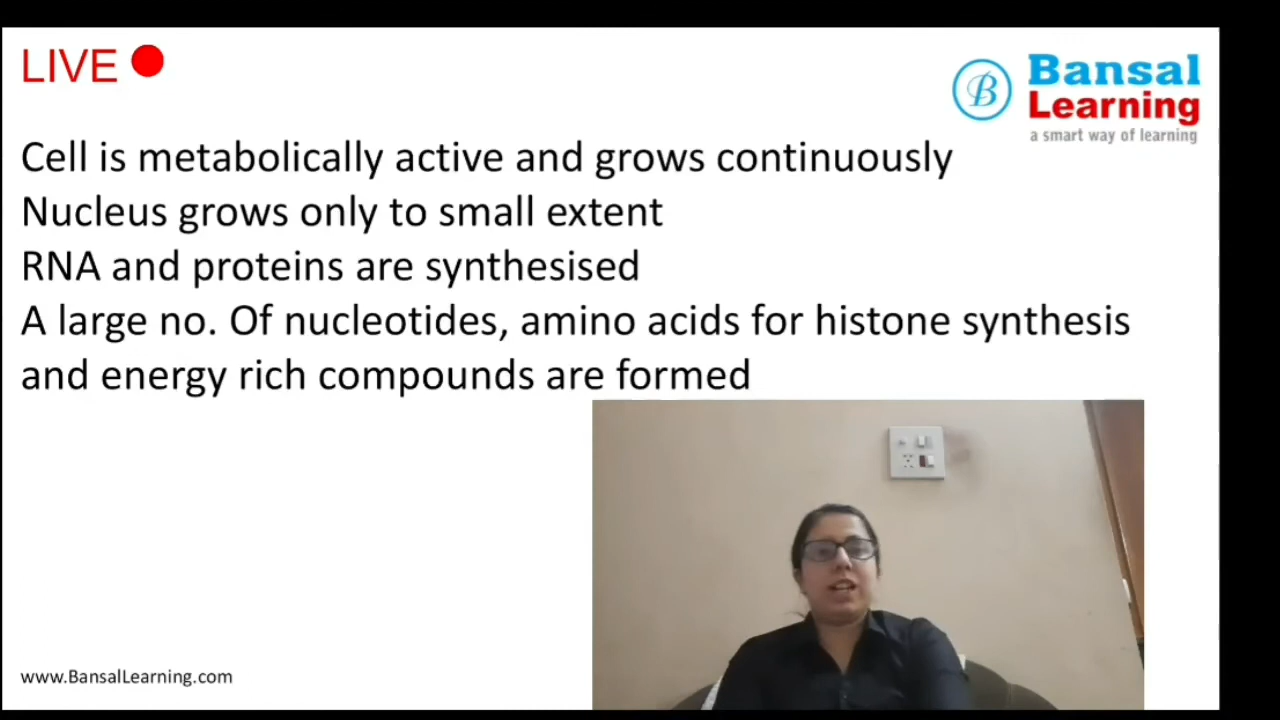 LIVE
Bansal
Learning
a smart way of learning
Cell is metabolically active and grows continuously
Nucleus grows only to small extent
RNA and proteins are synthesised
A large no. Of nucleotides, amino acids for histone synthesis
and energy rich compounds are formed
www.BansalLearning.com